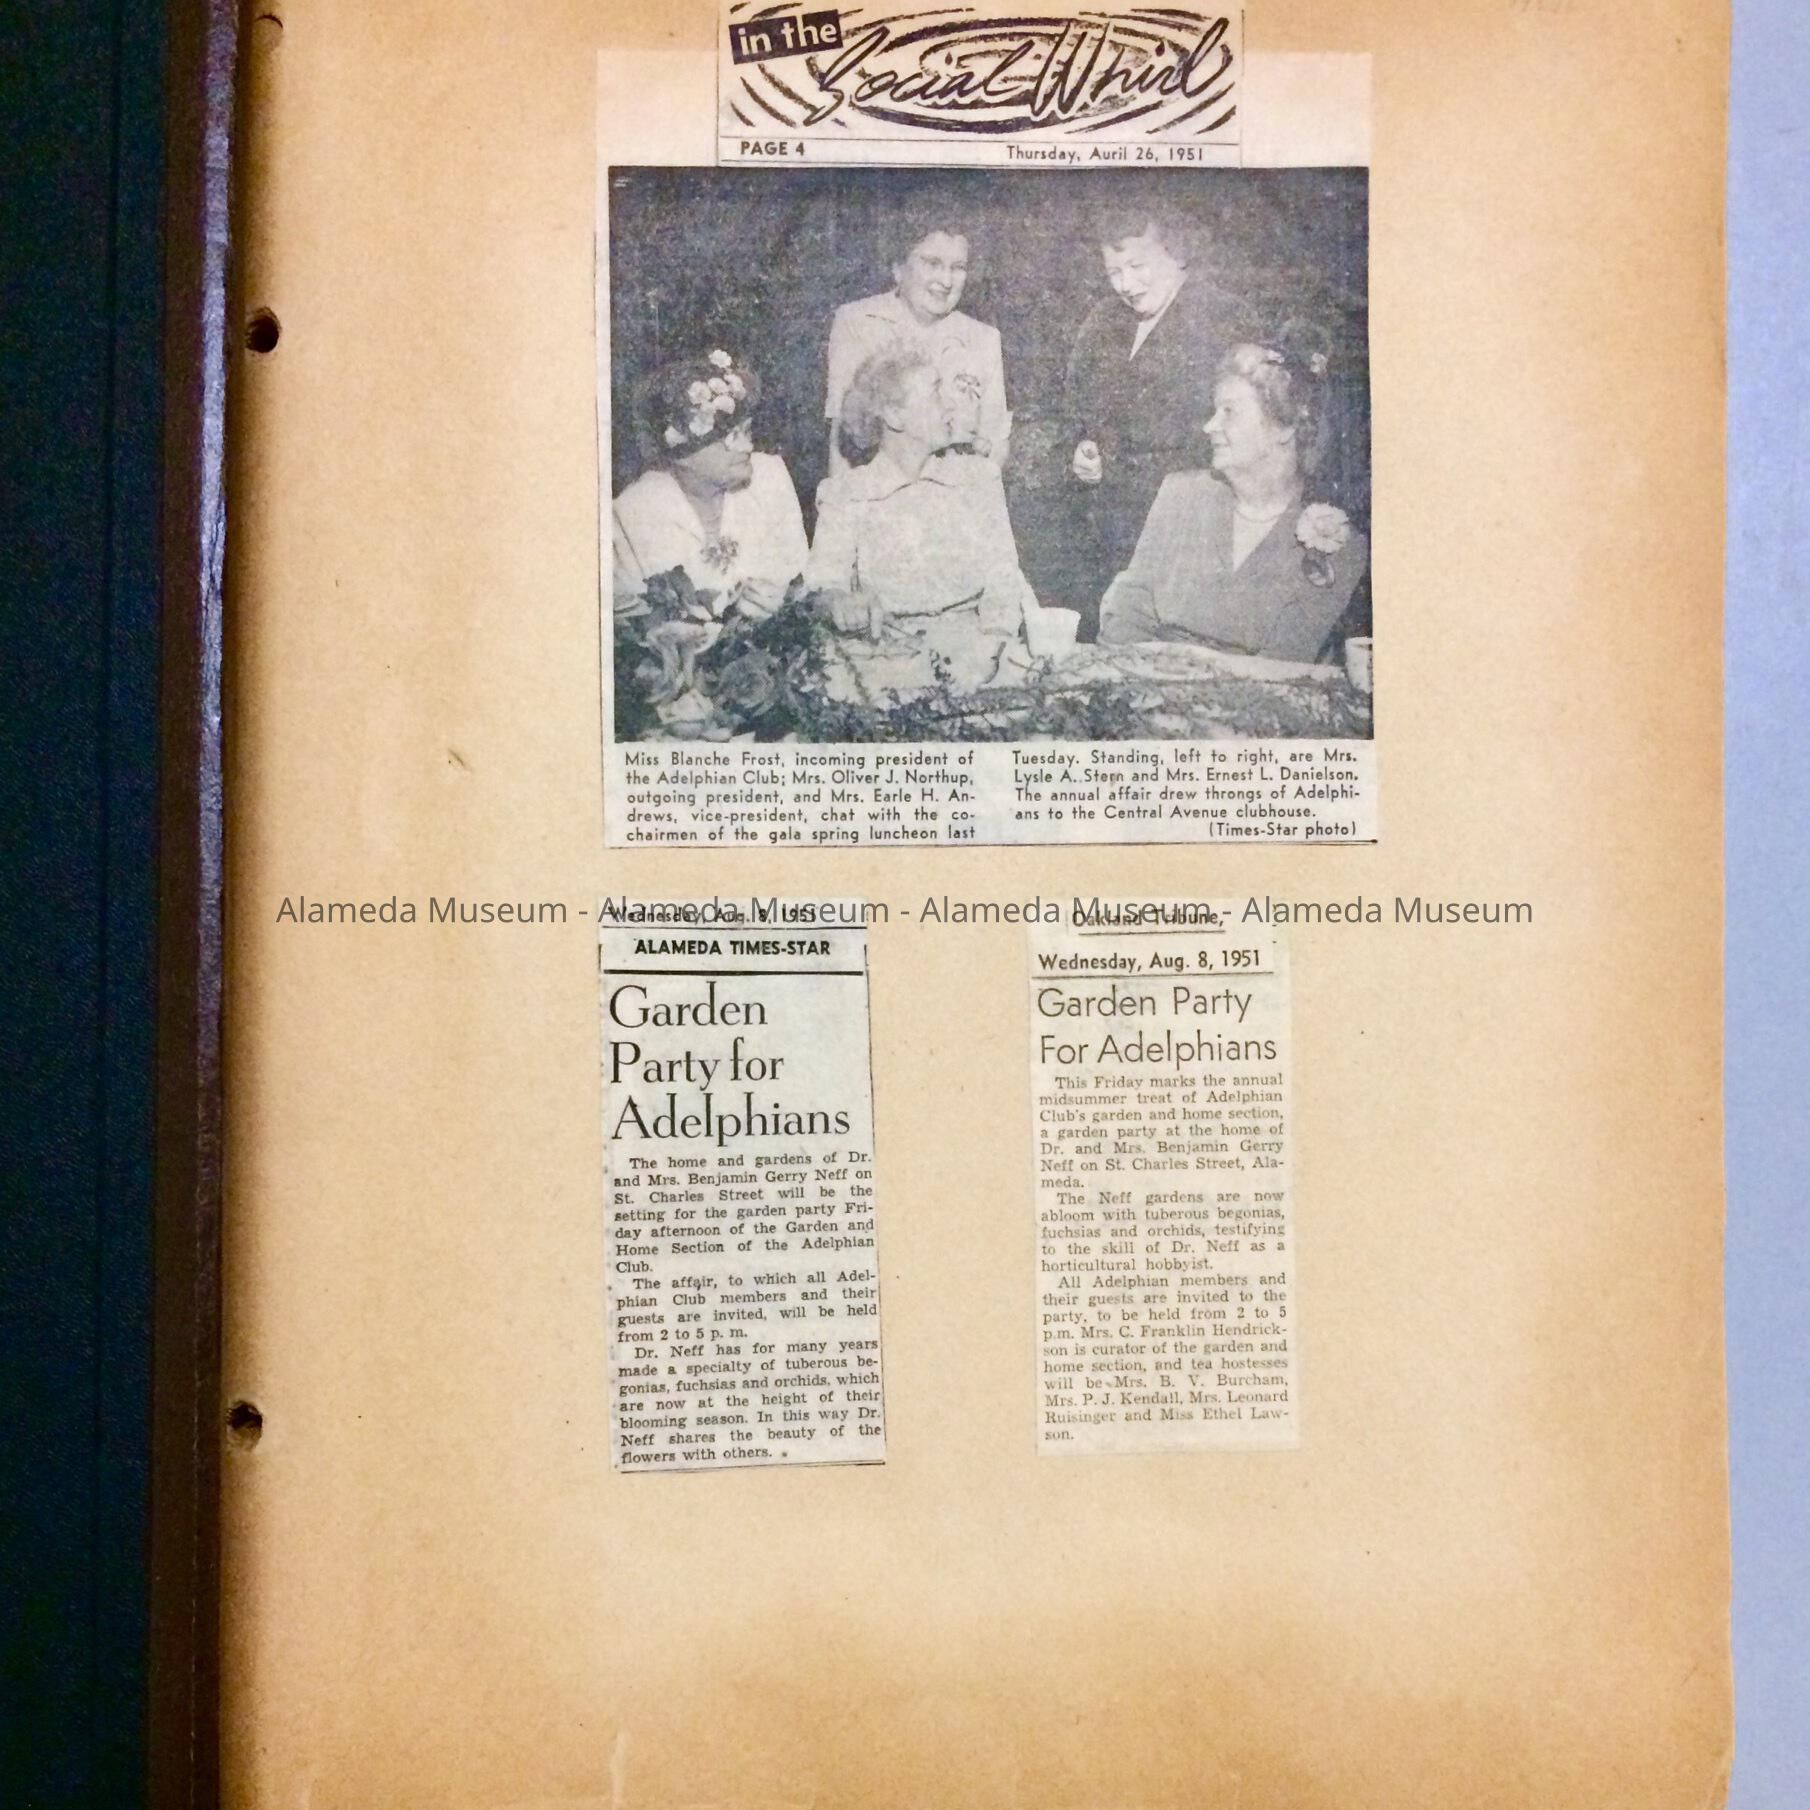 in the
Social Whirl
PAGE 4 Thursday, Auril 26, 1951
Miss Blanche Frost, incoming president of
the Adelphian Club; Mrs. Oliver J. Northup,
outgoing president, and Mrs. Earle H. An-
drews, vice-president, chat with the co-
chairmen of the gala spring luncheon last
Tuesday. Standing, left to right, are Mrs.
Lysle A. Stern and Mrs. Ernest L. Danielson.
The annual affair drew throngs of Adelphi-
ans to the Central Avenue clubhouse.
(Times-Star photo)
Alameda Museum - Alameda Museum - Alameda Museum - Alameda Museum
Wednesday, Aug. 8, 1951
ALAMEDA TIMES-STAR
Garden
Party for
Adelphians
The home and gardens of Dr.
and Mrs. Benjamin Gerry Neff on
St. Charles Street will be the
setting for the garden party Fri-
day afternoon of the Garden and
Home Section of the Adelphian
Club.
The affair, to which all Adel-
phian Club members and their
guests are invited, will be held
from 2 to 5 p. m.
Dr. Neff has for many years
made a specialty of tuberous be-
gonias, fuchsias and orchids, which
are now at the height of their
blooming season. In this way Dr.
Neff shares the beauty of the
flowers with others.
Oakland Tribune,
Wednesday, Aug. 8, 1951
Garden Party
For Adelphians
This Friday marks the annual
midsummer treat of Adelphian
Club's garden and home section,
a garden party at the home of
Dr. and Mrs. Benjamin Gerry
Neff on St. Charles Street, Ala-
meda.
The Neff gardens are now
abloom with tuberous begonias,
fuchsias and orchids, testifying
to the skill of Dr. Neff as a
horticultural hobbyist.
All Adelphian members and
their guests are invited to the
party, to be held from 2 to 5
p.m. Mrs. C. Franklin Hendrick-
son is curator of the garden and
home section, and tea hostesses
will be Mrs. B. V. Burcham,
Mrs. P. J. Kendall, Mrs. Leonard
Ruisinger and Miss Ethel Law-
son.